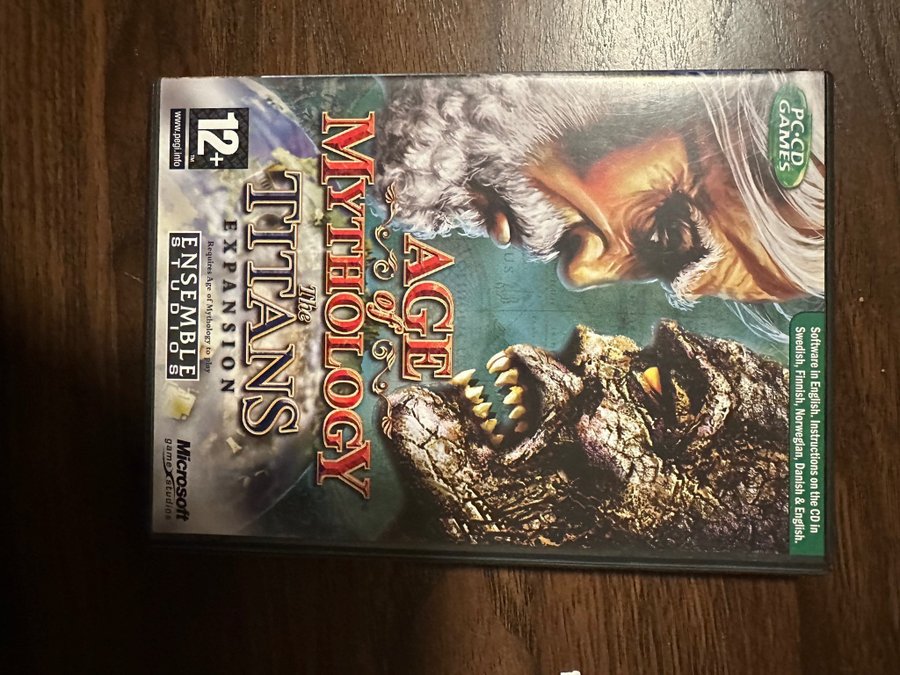 PC-CD
GAMES
Software in English. Instructions on the CD in
Swedish, Finnish, Norwegian, Danish & English.
AGE
of
MYTHOLOGY
The
TITANS
EXPANSION
Requires Age of Mythology to Play
12+
TM
www.pegi.info
ENSEMBLE
STUDIOS
Microsoft
game studios